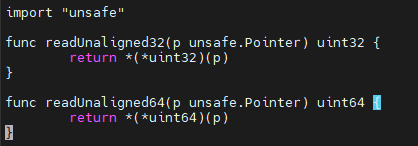 import "unsafe"
func readUnaligned32(p unsafe.Pointer) uint32 {
        return *(*uint32)(p)
}
func readUnaligned64(p unsafe.Pointer) uint64 {
        return *(*uint64)(p)
}